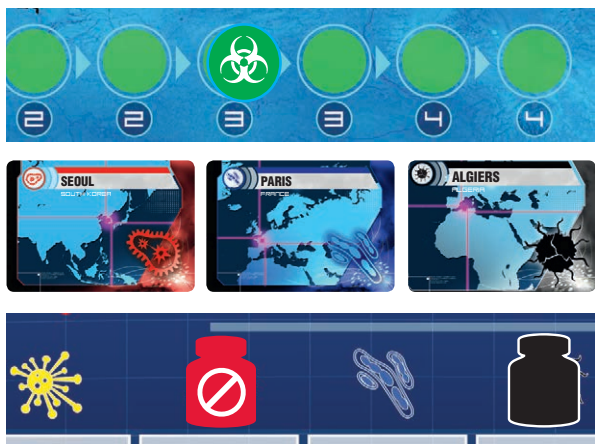 2 2 3 3 4 4
SEOUL
SOUTH KOREA
PARIS
FRANCE
ALGIERS
ALGERIA